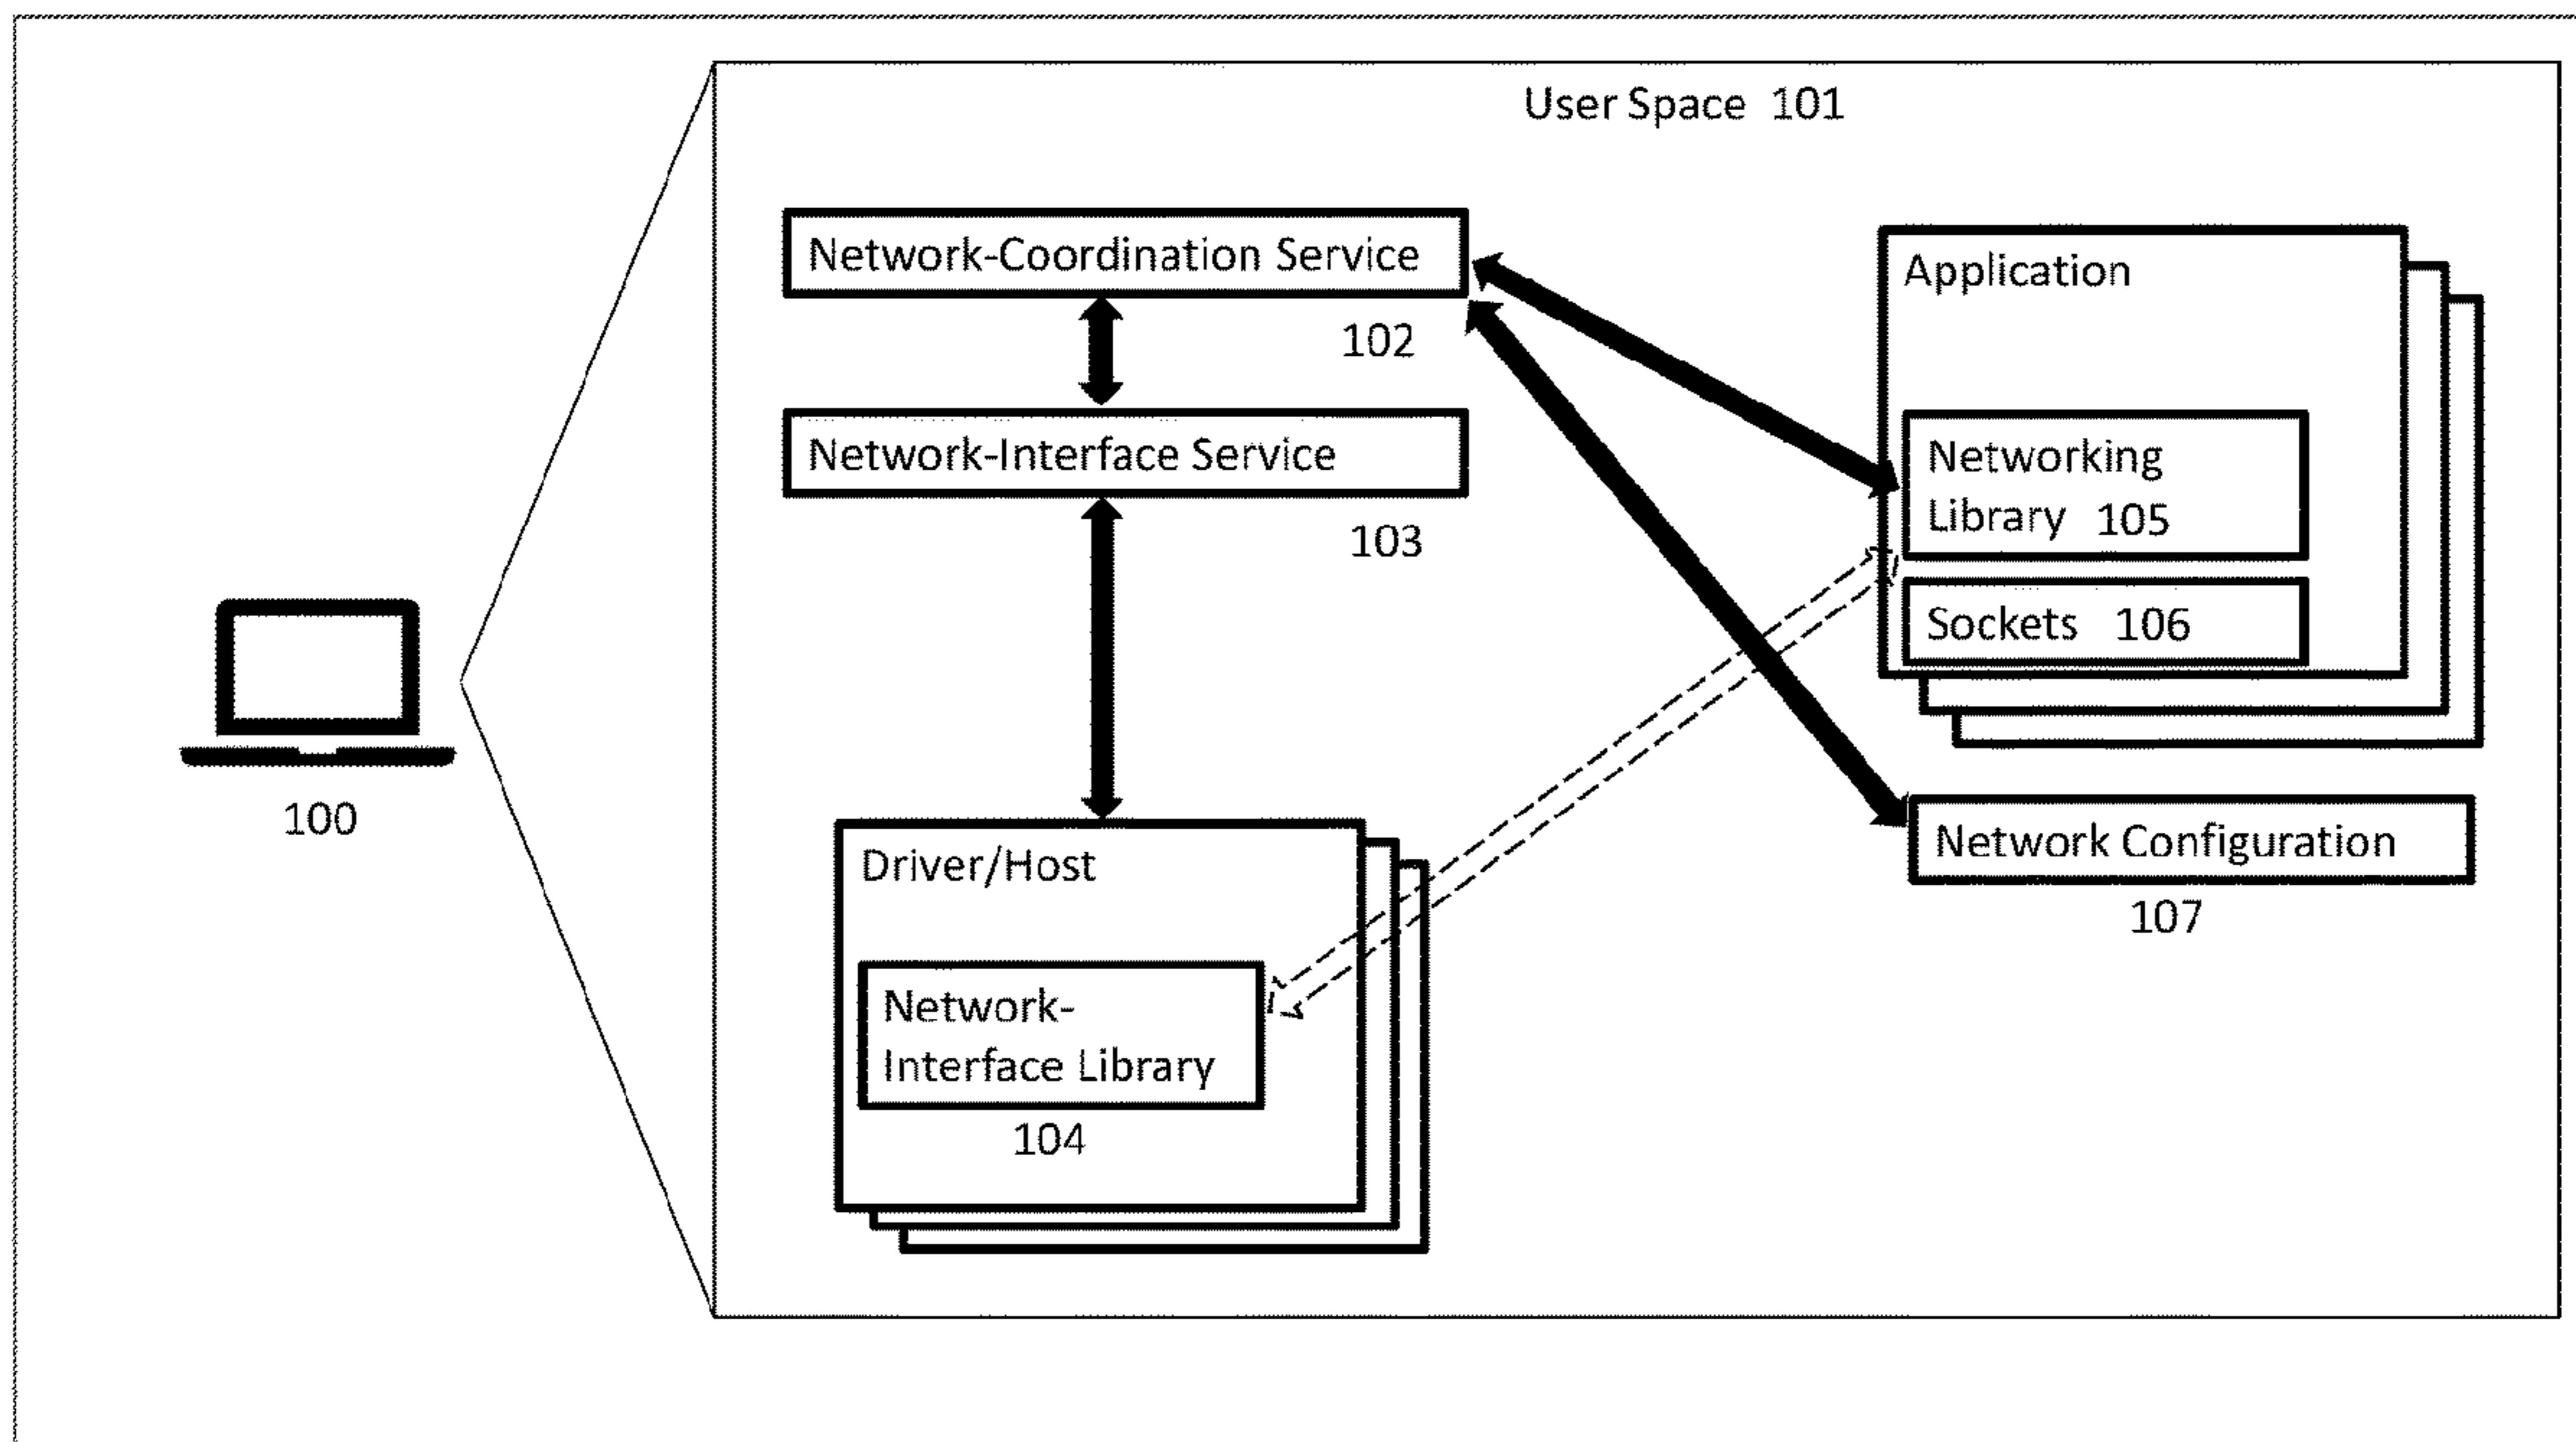 User Space 101
Network-Coordination Service
102
Network-Interface Service
103
Application
Networking
Library 105
Sockets 106
100
Driver/Host
Network-
Interface Library
104
Network Configuration
107